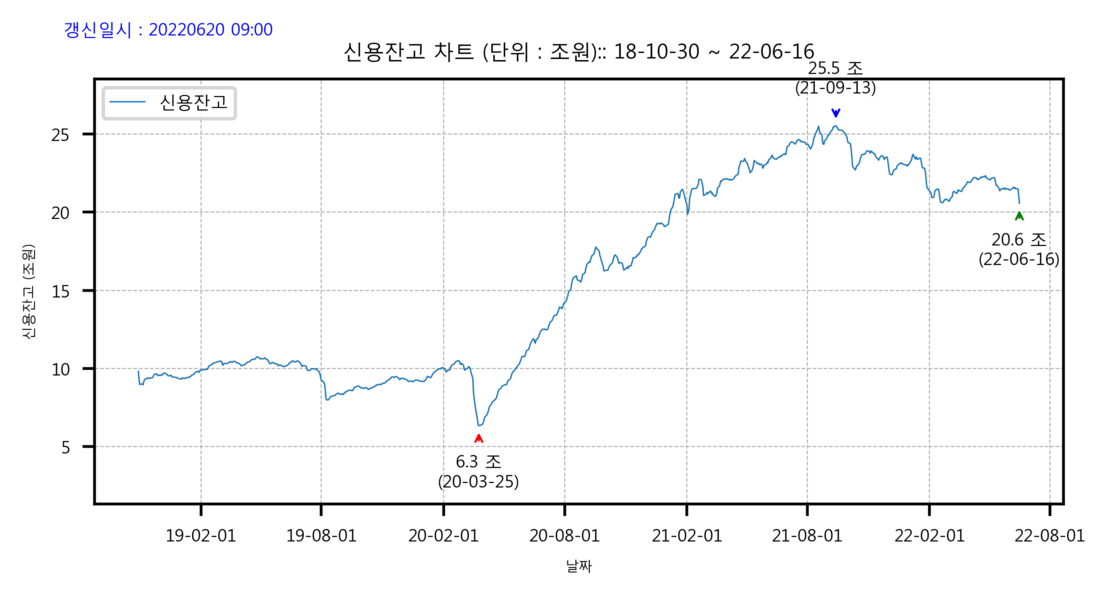 갱신일시 : 20220620 09:00
신용잔고 차트 (단위 : 조원):: 18-10-30 ~ 22-06-16
25.5 조
(21-09-13)
신용잔고
25
20
15
10
5
신용잔고 (조원)
20.6 조
(22-06-16)
6.3 조
(20-03-25)
19-02-01
19-08-01
20-02-01
20-08-01
21-02-01
21-08-01
22-02-01
22-08-01
날짜